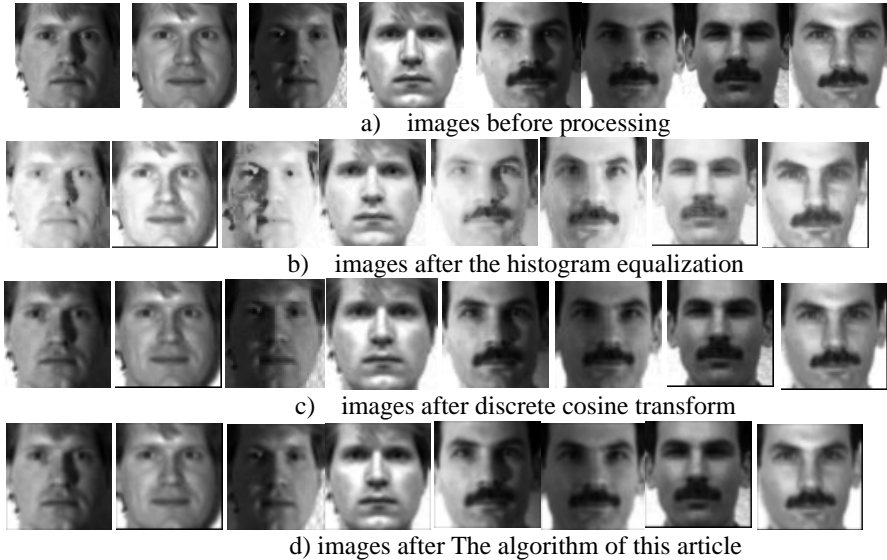 a) images before processing
b) images after the histogram equalization
c) images after discrete cosine transform
d) images after The algorithm of this article